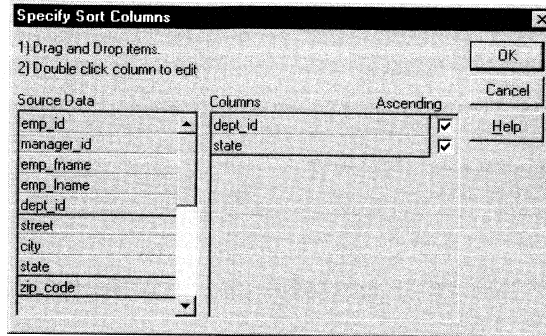 Specify Sort Columns
1) Drag and Drop items.
2) Double click column to edit
OK
Cancel
Help
Source Data
emp_id
manager_id
emp_fname
emp_lname
dept_id
street
city
state
zip_code
Columns
Ascending
dept_id
state